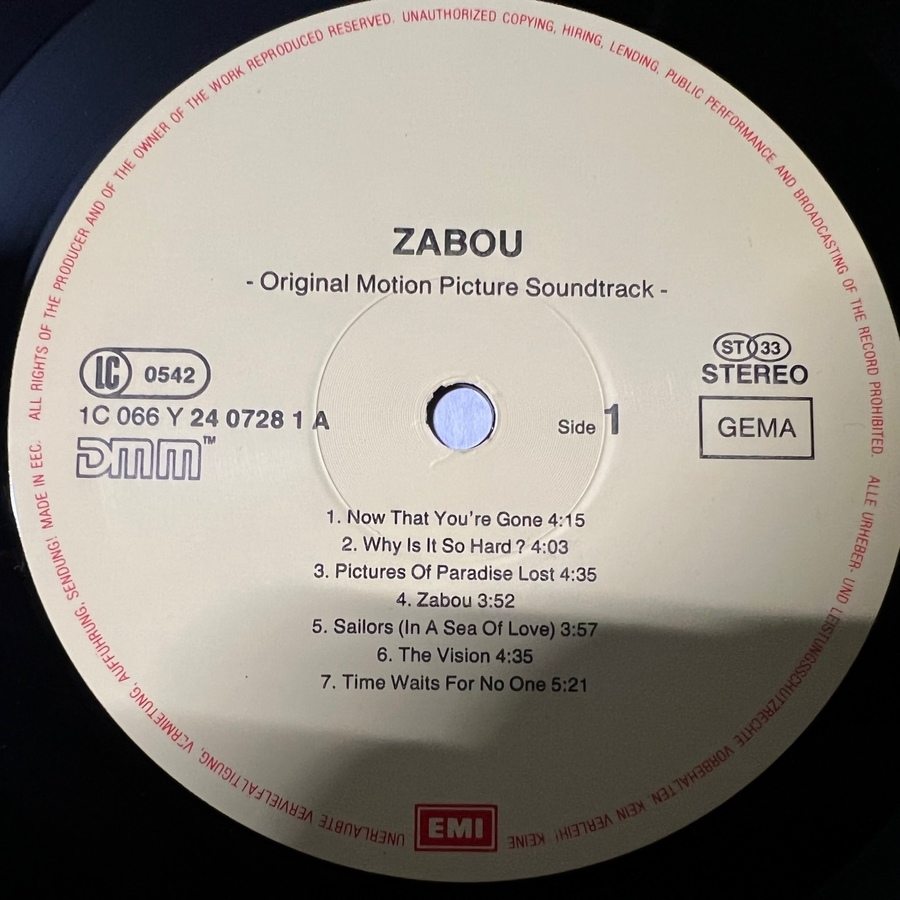 ALL RIGHTS OF THE PRODUCER AND OF THE OWNER OF THE WORK REPRODUCED RESERVED. UNAUTHORIZED COPYING, HIRING, LENDING, PUBLIC PERFORMANCE AND BROADCASTING OF THE RECORD PROHIBITED.
ZABOU
- Original Motion Picture Soundtrack -
LC 0542
1C 066 Y 24 0728 1 A
DMM™
ST 33
STEREO
GEMA
Side 1
1. Now That You're Gone 4:15
2. Why Is It So Hard ? 4:03
3. Pictures Of Paradise Lost 4:35
4. Zabou 3:52
5. Sailors (In A Sea Of Love) 3:57
6. The Vision 4:35
7. Time Waits For No One 5:21
EMI
ALLE URHEBER- UND LEISTUNGSSCHUTZRECHTE VORBEHALTEN. KEIN VERLEIH! KEINE
UNERLAUBTE VERVIELFÄLTIGUNG, VERMIETUNG, AUFFÜHRUNG, SENDUNG! MADE IN EEC.